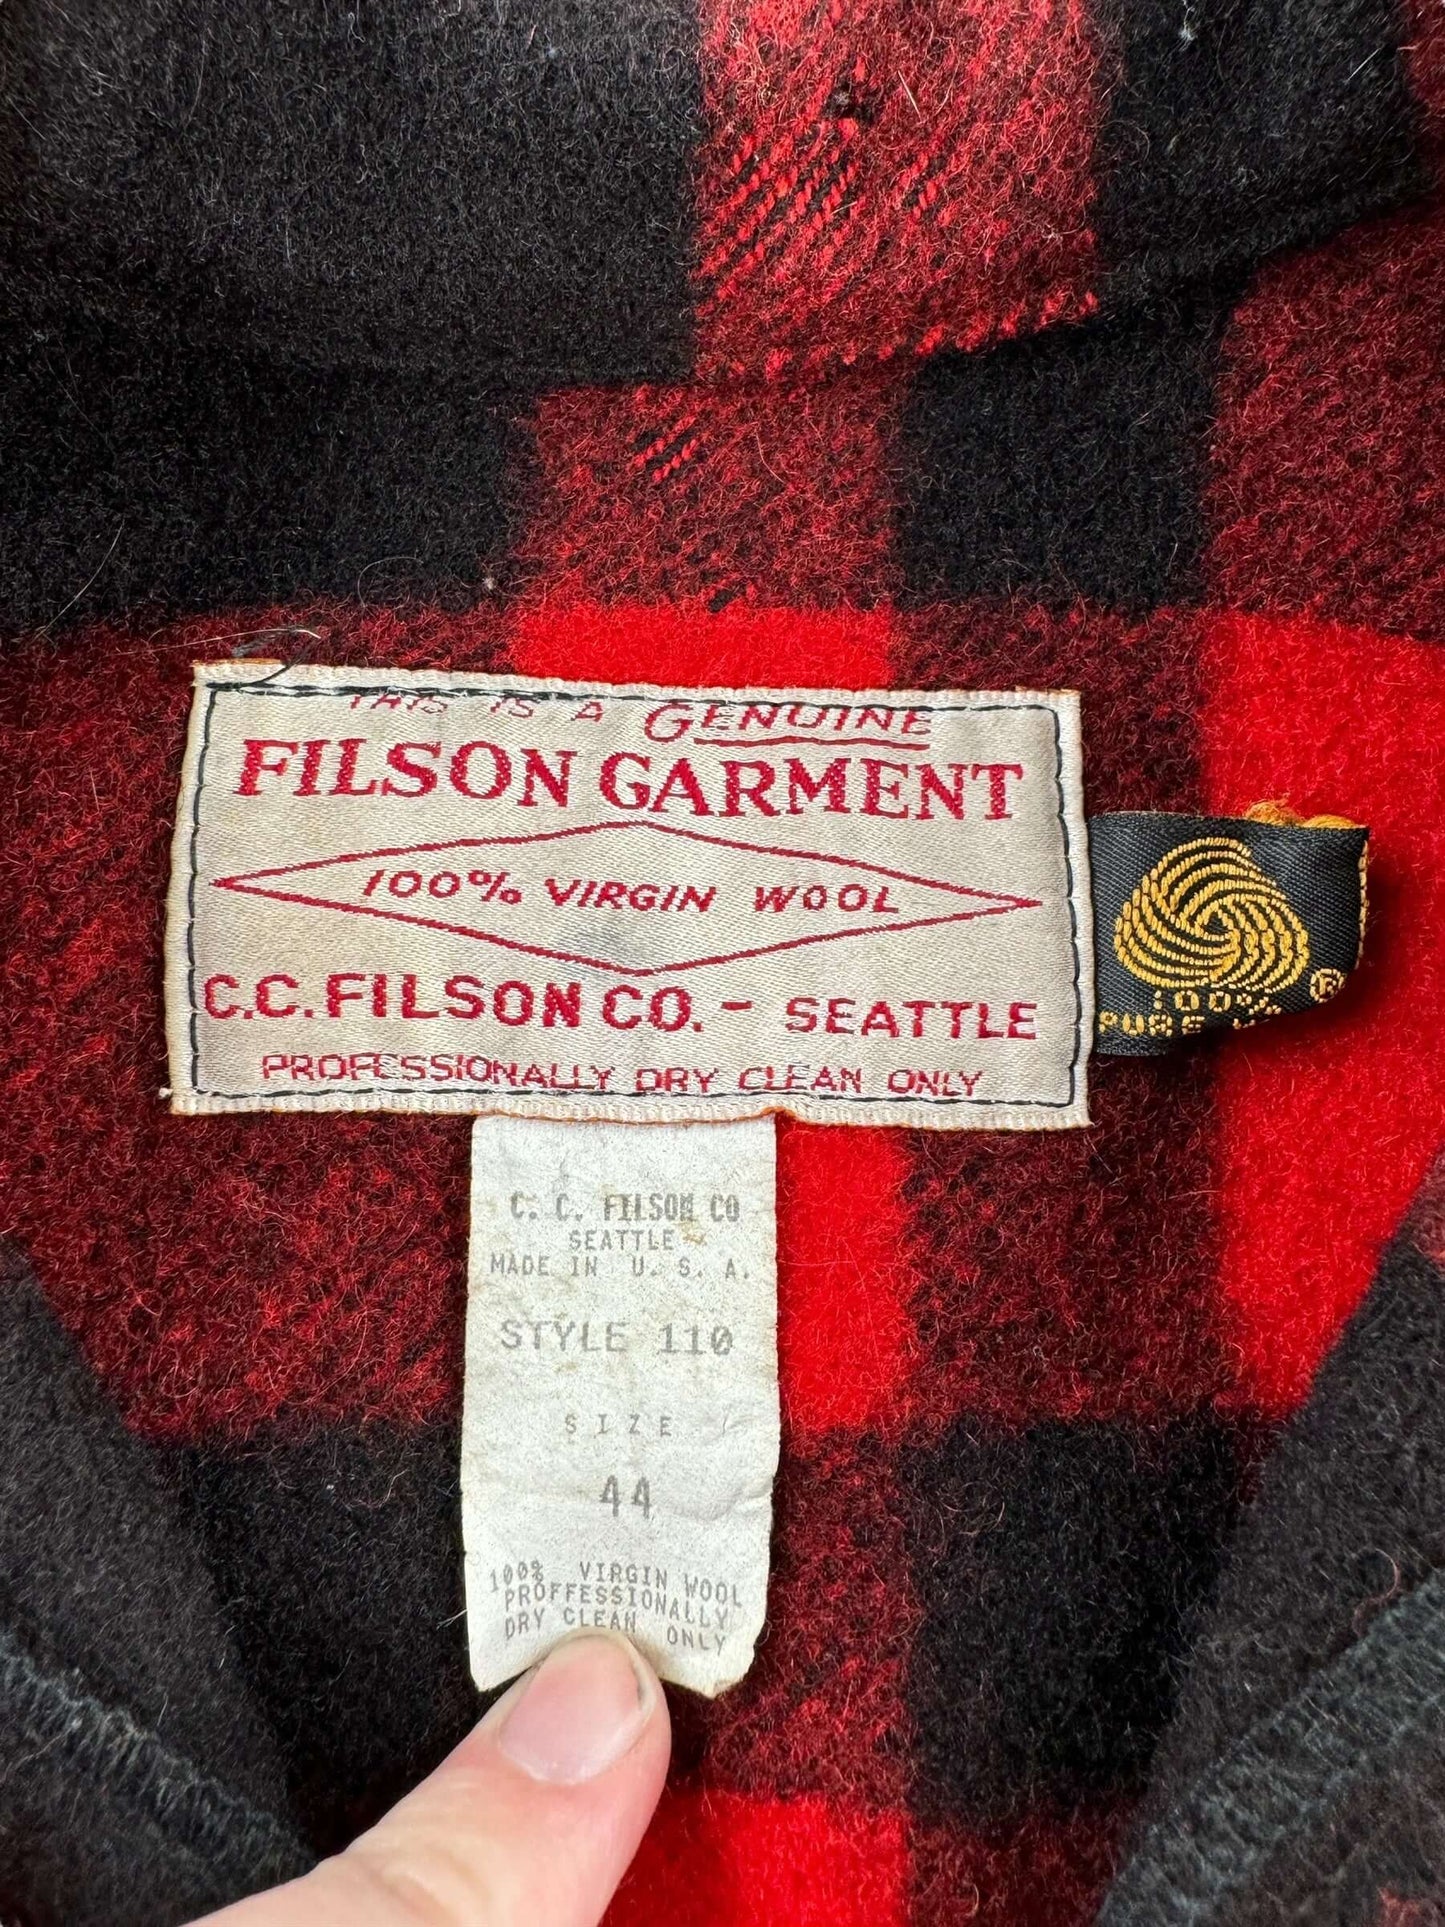 THIS IS A GENUINE
FILSON GARMENT
100% VIRGIN WOOL
C.C. FILSON CO. - SEATTLE
PROFESSIONALLY DRY CLEAN ONLY
®
100%
PURE
C. C. FILSON CO
SEATTLE
MADE IN U. S. A.
STYLE 110
SIZE
44
100% VIRGIN WOOL
PROFFESSIONALLY
DRY CLEAN ONLY